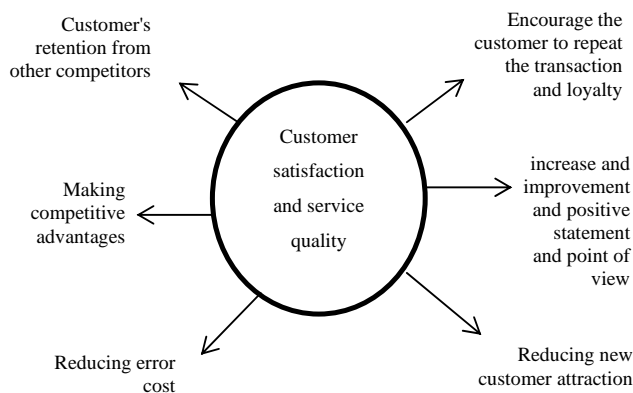 Customer's
retention from
other competitors
Encourage the
customer to repeat
the transaction
and loyalty
Customer
satisfaction
and service
quality
Making
competitive
advantages
increase and
improvement
and positive
statement
and point of
view
Reducing error
cost
Reducing new
customer attraction